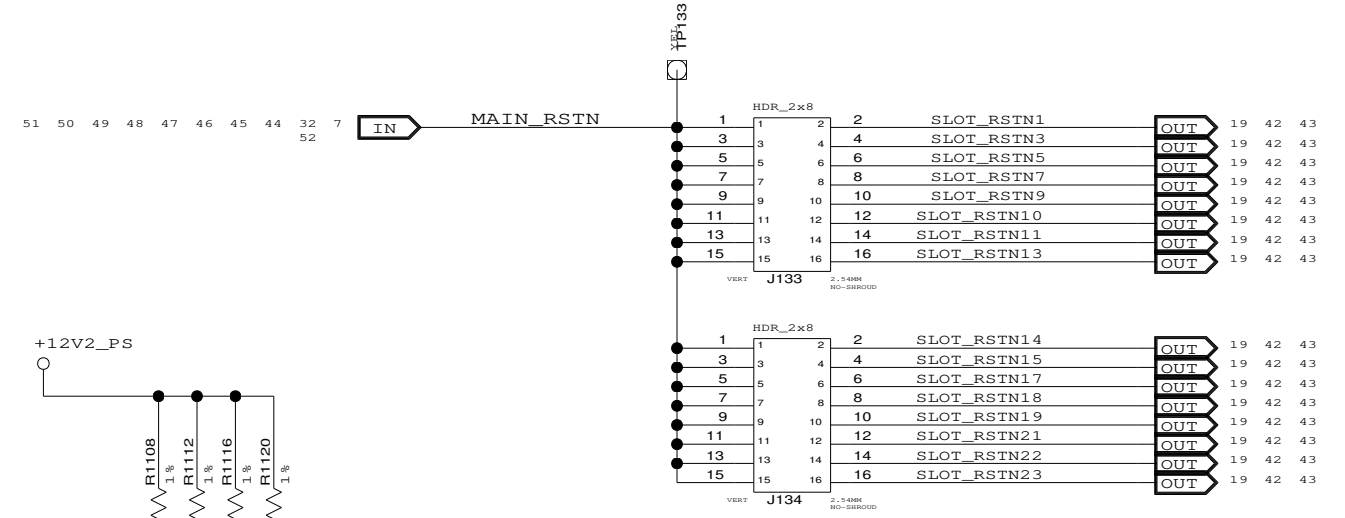 YEL
TP133
HDR_2x8
51 50 49 48 47 46 45 44 32 7 IN MAIN_RSTN 1 1 2 2 SLOT_RSTN1 OUT 19 42 43
52
3 3 4 4 SLOT_RSTN3 OUT 19 42 43
5 5 6 6 SLOT_RSTN5 OUT 19 42 43
7 7 8 8 SLOT_RSTN7 OUT 19 42 43
9 9 10 10 SLOT_RSTN9 OUT 19 42 43
11 11 12 12 SLOT_RSTN10 OUT 19 42 43
13 13 14 14 SLOT_RSTN11 OUT 19 42 43
15 15 16 16 SLOT_RSTN13 OUT 19 42 43
VERT J133 2.54MM
NO-SHROUD
HDR_2x8
1 1 2 2 SLOT_RSTN14 OUT 19 42 43
+12V2_PS
3 3 4 4 SLOT_RSTN15 OUT 19 42 43
5 5 6 6 SLOT_RSTN17 OUT 19 42 43
7 7 8 8 SLOT_RSTN18 OUT 19 42 43
9 9 10 10 SLOT_RSTN19 OUT 19 42 43
11 11 12 12 SLOT_RSTN21 OUT 19 42 43
13 13 14 14 SLOT_RSTN22 OUT 19 42 43
15 15 16 16 SLOT_RSTN23 OUT 19 42 43
VERT J134 2.54MM
NO-SHROUD
R1108
1%
R1112
1%
R1116
1%
R1120
1%